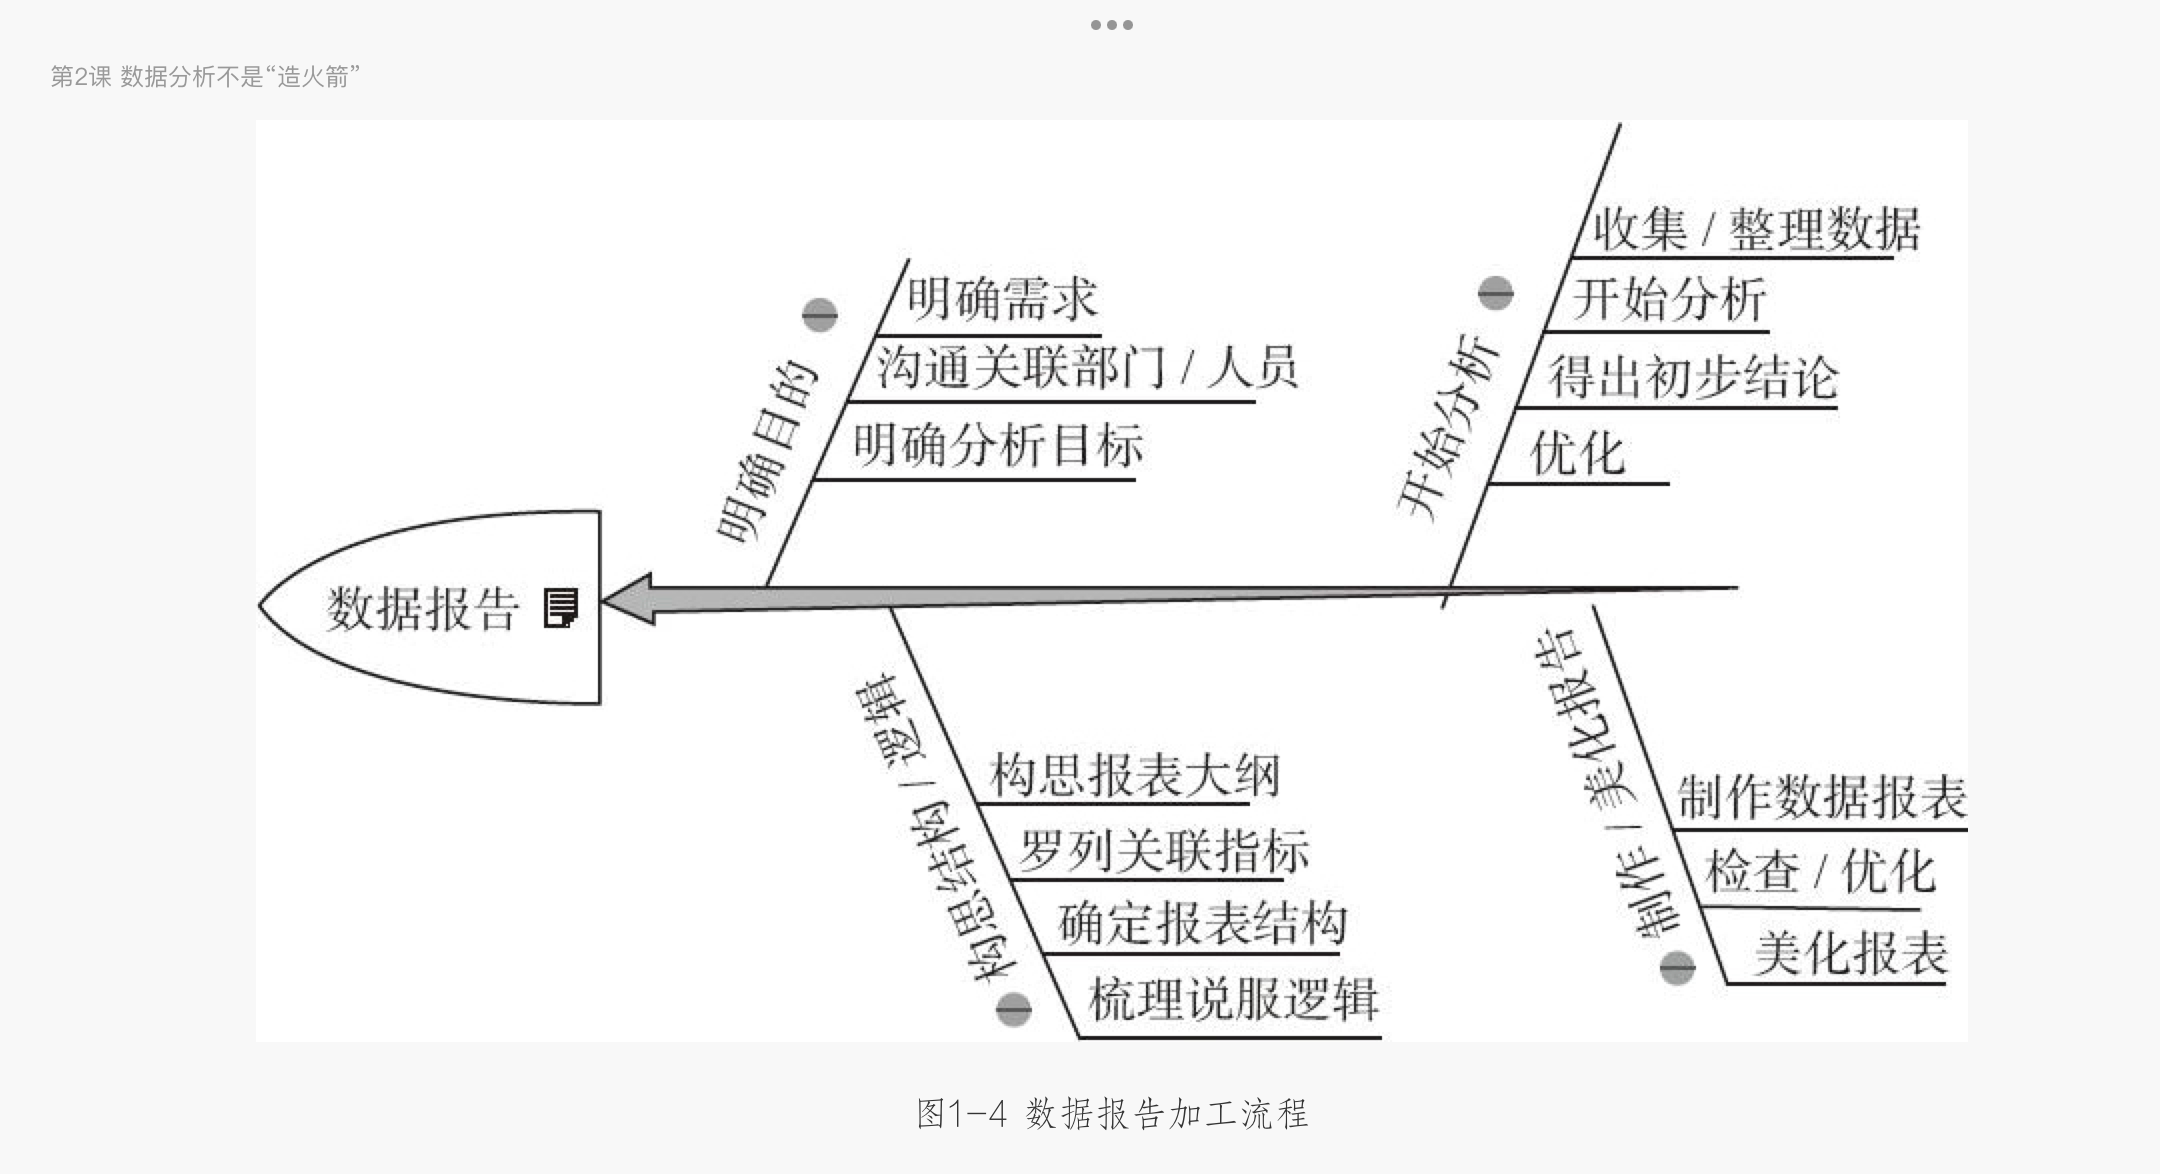 第2课 数据分析不是“造火箭”
明确目的
明确需求
沟通关联部门 / 人员
明确分析目标
开始分析
收集 / 整理数据
开始分析
得出初步结论
优化
数据报告
构思结构 / 逻辑
构思报表大纲
罗列关联指标
确定报表结构
梳理说服逻辑
制作 / 美化报告
制作数据报表
检查 / 优化
美化报表
图1-4 数据报告加工流程